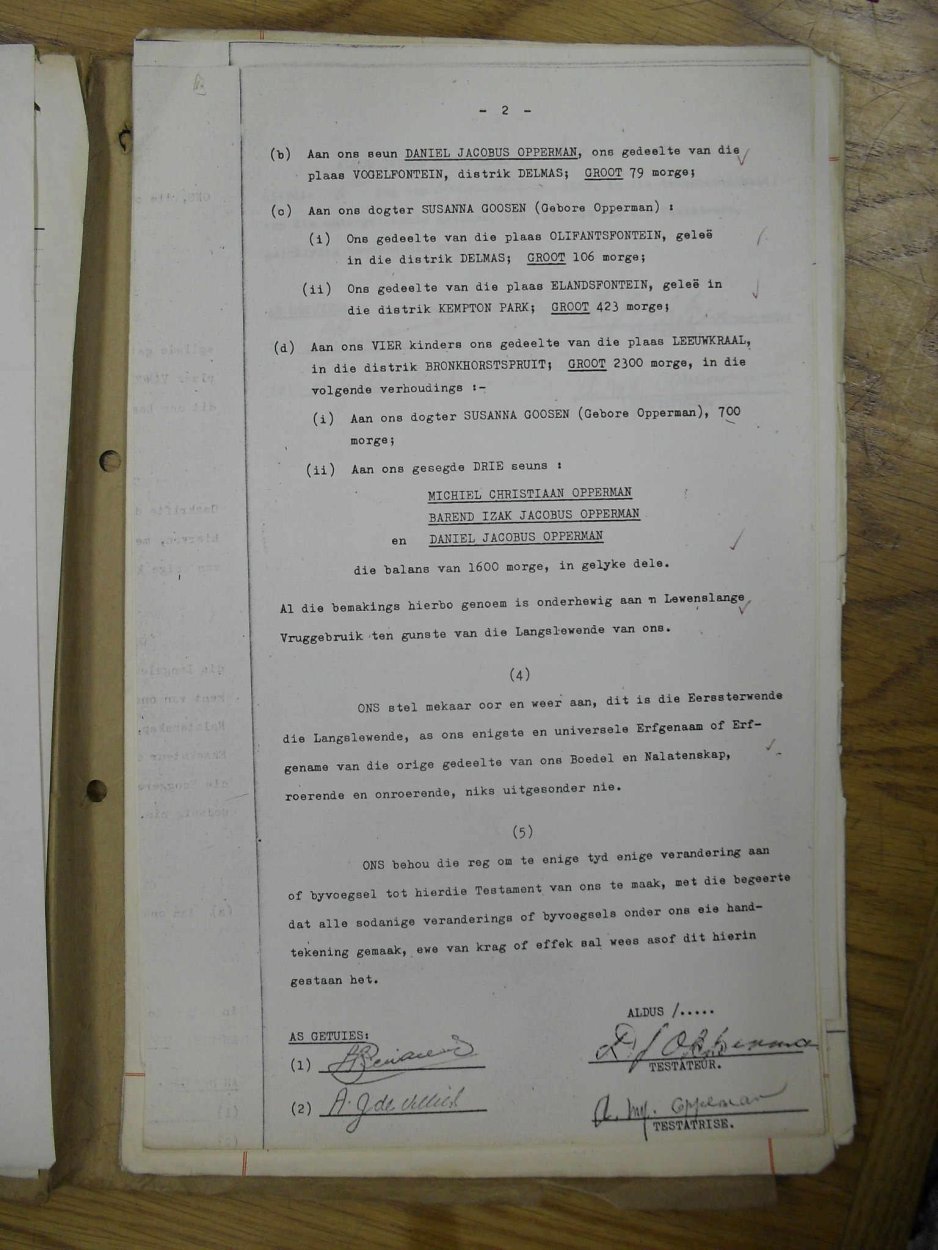 - 2 -
(b) Aan ons seun DANIEL JACOBUS OPPERMAN, ons gedeelte van die
plaas VOGELFONTEIN, distrik DELMAS; GROOT 79 morge;
(c) Aan ons dogter SUSANNA GOOSEN (Gebore Opperman) :
(i) Ons gedeelte van die plaas OLIFANTSFONTEIN, geleë
in die distrik DELMAS; GROOT 106 morge;
(ii) Ons gedeelte van die plaas ELANDSFONTEIN, geleë in
die distrik KEMPTON PARK; GROOT 423 morge;
(d) Aan ons VIER kinders ons gedeelte van die plaas LEEUWKRAAL,
in die distrik BRONKHORSTSPRUIT; GROOT 2300 morge, in die
volgende verhoudings :-
(i) Aan ons dogter SUSANNA GOOSEN (Gebore Opperman), 700
morge;
(ii) Aan ons gesegde DRIE seuns :
MICHIEL CHRISTIAAN OPPERMAN
BAREND IZAK JACOBUS OPPERMAN
en DANIEL JACOBUS OPPERMAN
die balans van 1600 morge, in gelyke dele.
Al die bemakings hierbo genoem is onderhewig aan 'n Lewenslange
Vruggebruik ten gunste van die Langslewende van ons.
(4)
ONS stel mekaar oor en weer aan, dit is die Eerssterwende
die Langslewende, as ons enigste en universele Erfgenaam of Erf-
gename van die orige gedeelte van ons Boedel en Nalatenskap,
roerende en onroerende, niks uitgesonder nie.
(5)
ONS behou die reg om te enige tyd enige verandering aan
of byvoegsel tot hierdie Testament van ons te maak, met die begeerte
dat alle sodanige veranderings of byvoegsels onder ons eie hand-
tekening gemaak, ewe van krag of effek sal wees asof dit hierin
gestaan het.
ALDUS /.....
AS GETUIES:
(1)
D J Opperman
TESTATEUR.
(2) A. J de Villiers
Opperman
TESTATRISE.